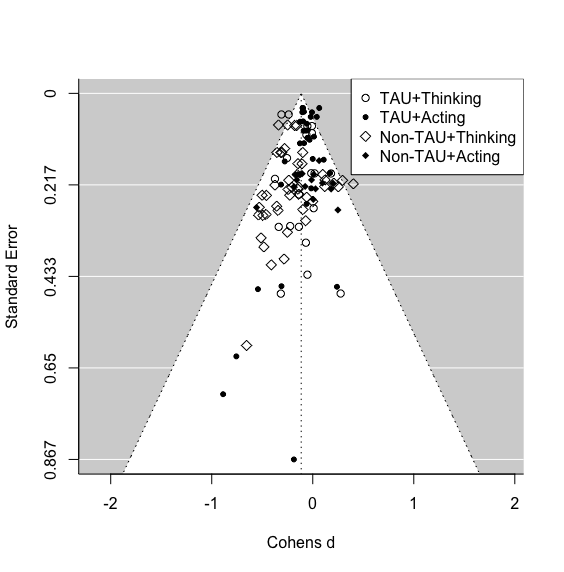 TAU+Thinking
TAU+Acting
Non-TAU+Thinking
Non-TAU+Acting
Standard Error
0
0.217
0.433
0.65
0.867
-2
-1
0
1
2
Cohens d